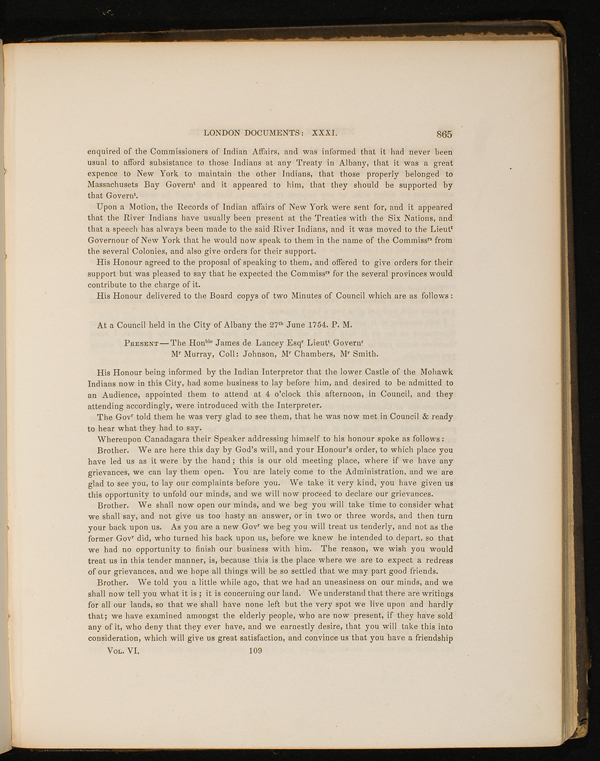 LONDON DOCUMENTS: XXXI. 865
enquired of the Commissioners of Indian Affairs, and was informed that it had never been
usual to afford subsistance to those Indians at any Treaty in Albany, that it was a great
expence to New York to maintain the other Indians, that those properly belonged to
Massachusets Bay Governᵗ and it appeared to him, that they should be supported by
that Governᵗ.
Upon a Motion, the Records of Indian affairs of New York were sent for, and it appeared
that the River Indians have usually been present at the Treaties with the Six Nations, and
that a speech has always been made to the said River Indians, and it was moved to the Lieutᵗ
Governour of New York that he would now speak to them in the name of the Commissʳˢ from
the several Colonies, and also give orders for their support.
His Honour agreed to the proposal of speaking to them, and offered to give orders for their
support but was pleased to say that he expected the Commissʳˢ for the several provinces would
contribute to the charge of it.
His Honour delivered to the Board copys of two Minutes of Council which are as follows:
At a Council held in the City of Albany the 27ᵗʰ June 1754. P. M.
PRESENT—The Honᵇˡᵉ James de Lancey Esqʳ Lieutᵗ Governʳ
Mʳ Murray, Coll: Johnson, Mʳ Chambers, Mʳ Smith.
His Honour being informed by the Indian Interpretor that the lower Castle of the Mohawk
Indians now in this City, had some business to lay before him, and desired to be admitted to
an Audience, appointed them to attend at 4 o'clock this afternoon, in Council, and they
attending accordingly, were introduced with the Interpreter.
The Govʳ told them he was very glad to see them, that he was now met in Council & ready
to hear what they had to say.
Whereupon Canadagara their Speaker addressing himself to his honour spoke as follows:
Brother. We are here this day by God's will, and your Honour's order, to which place you
have led us as it were by the hand; this is our old meeting place, where if we have any
grievances, we can lay them open. You are lately come to the Administration, and we are
glad to see you, to lay our complaints before you. We take it very kind, you have given us
this opportunity to unfold our minds, and we will now proceed to declare our grievances.
Brother. We shall now open our minds, and we beg you will take time to consider what
we shall say, and not give us too hasty an answer, or in two or three words, and then turn
your back upon us. As you are a new Govʳ we beg you will treat us tenderly, and not as the
former Govʳ did, who turned his back upon us, before we knew he intended to depart, so that
we had no opportunity to finish our business with him. The reason, we wish you would
treat us in this tender manner, is, because this is the place where we are to expect a redress
of our grievances, and we hope all things will be so settled that we may part good friends.
Brother. We told you a little while ago, that we had an uneasiness on our minds, and we
shall now tell you what it is; it is concerning our land. We understand that there are writings
for all our lands, so that we shall have none left but the very spot we live upon and hardly
that; we have examined amongst the elderly people, who are now present, if they have sold
any of it, who deny that they ever have, and we earnestly desire, that you will take this into
consideration, which will give us great satisfaction, and convince us that you have a friendship
VOL. VI. 109